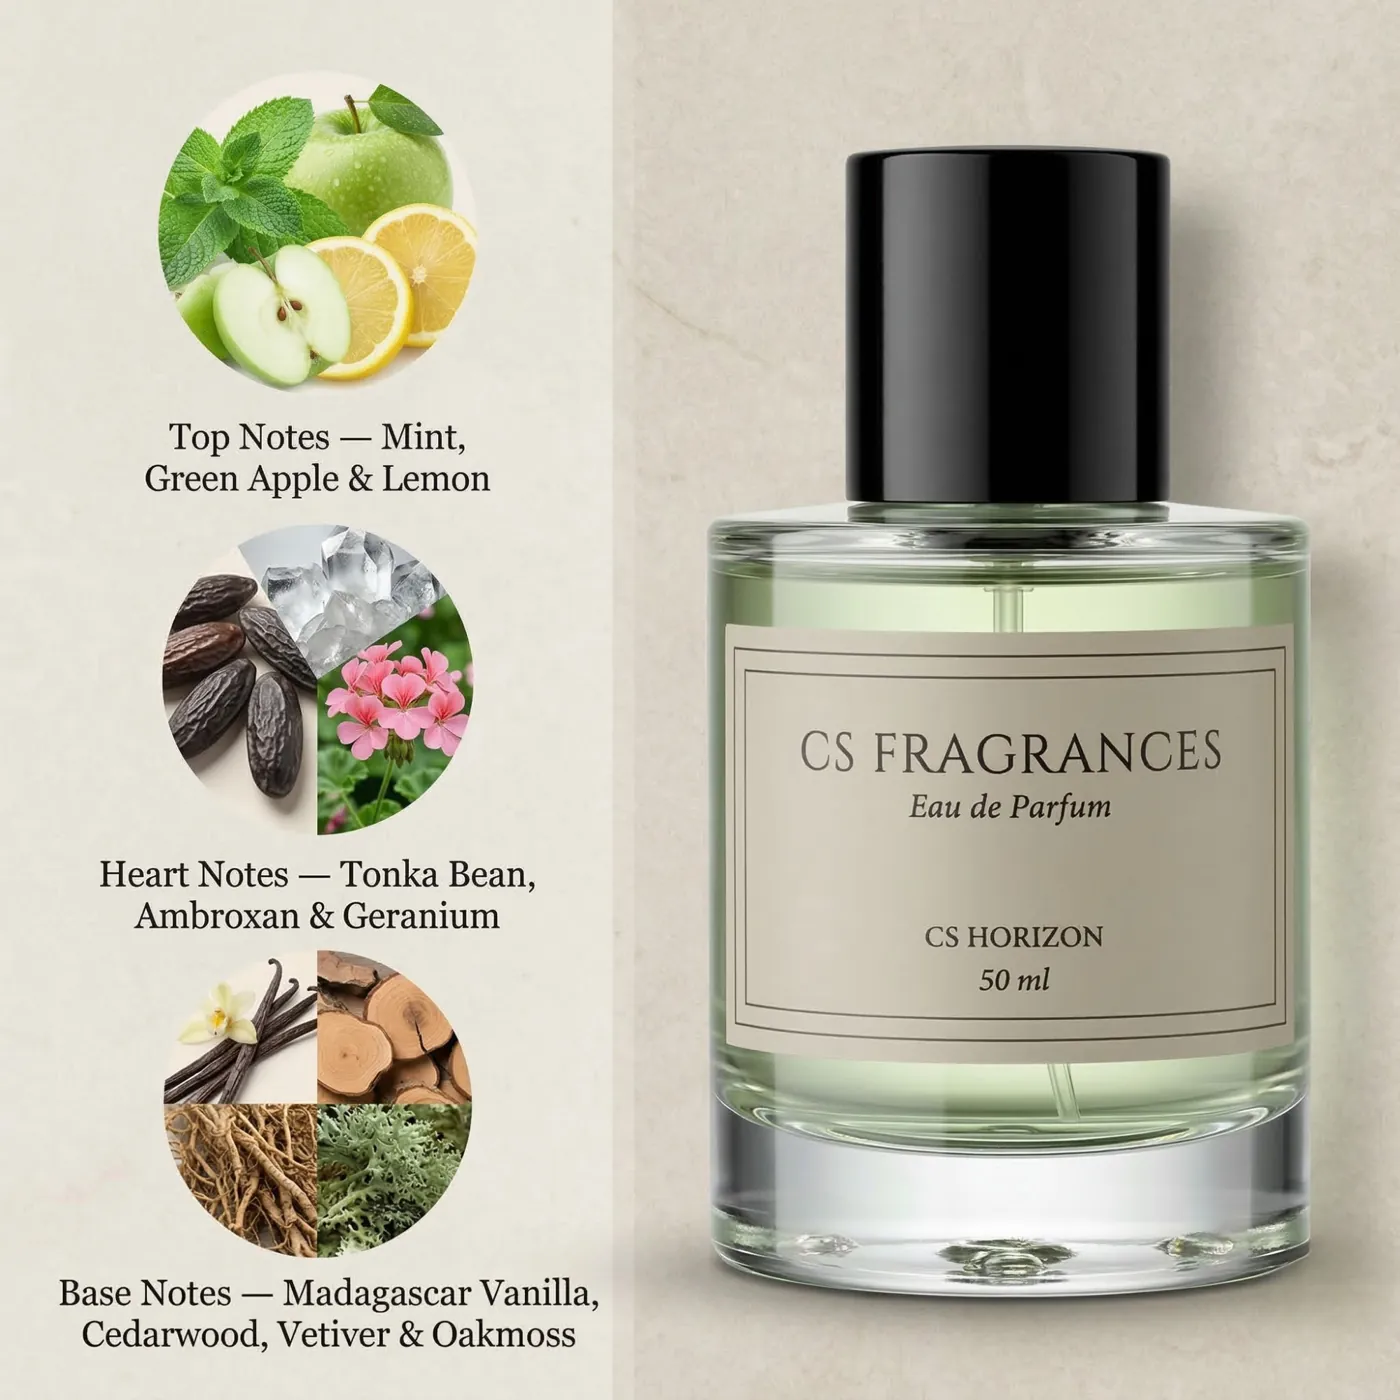 Top Notes — Mint,
Green Apple & Lemon
Heart Notes — Tonka Bean,
Ambroxan & Geranium
Base Notes — Madagascar Vanilla,
Cedarwood, Vetiver & Oakmoss
CS FRAGRANCES
Eau de Parfum
CS HORIZON
50 ml